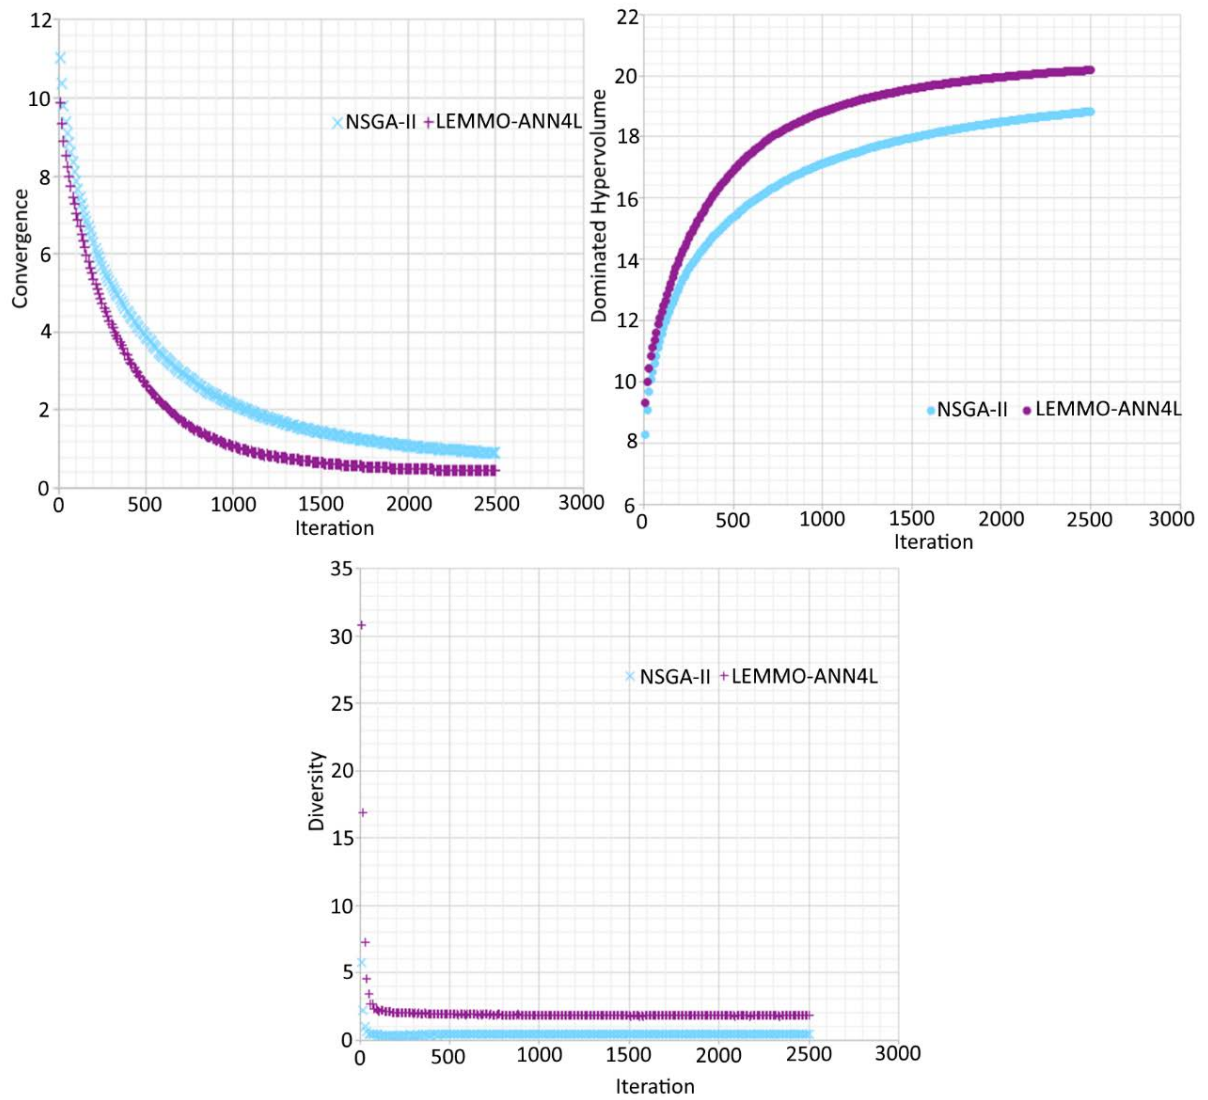 12
10
8
6
4
2
0
Convergence
NSGA-II LEMMO-ANN4L
0 500 1000 1500 2000 2500 3000
Iteration
22
20
18
16
14
12
10
8
6
Dominated Hypervolume
NSGA-II LEMMO-ANN4L
0 500 1000 1500 2000 2500 3000
Iteration
35
30
25
20
15
10
5
0
Diversity
NSGA-II LEMMO-ANN4L
0 500 1000 1500 2000 2500 3000
Iteration